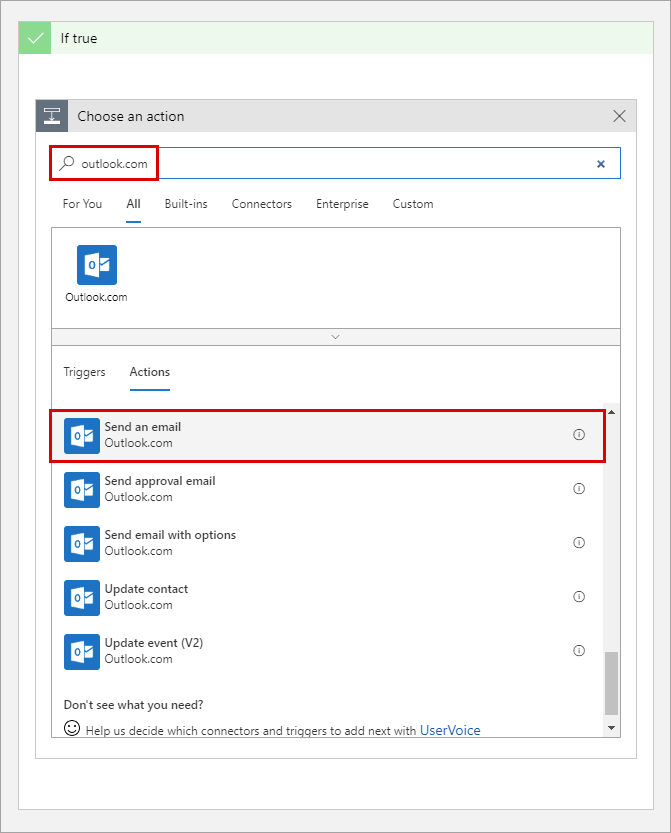 If true
Choose an action
outlook.com
For You All Built-ins Connectors Enterprise Custom
Outlook.com
Triggers Actions
Send an email
Outlook.com
Send approval email
Outlook.com
Send email with options
Outlook.com
Update contact
Outlook.com
Update event (V2)
Outlook.com
Don't see what you need?
Help us decide which connectors and triggers to add next with UserVoice